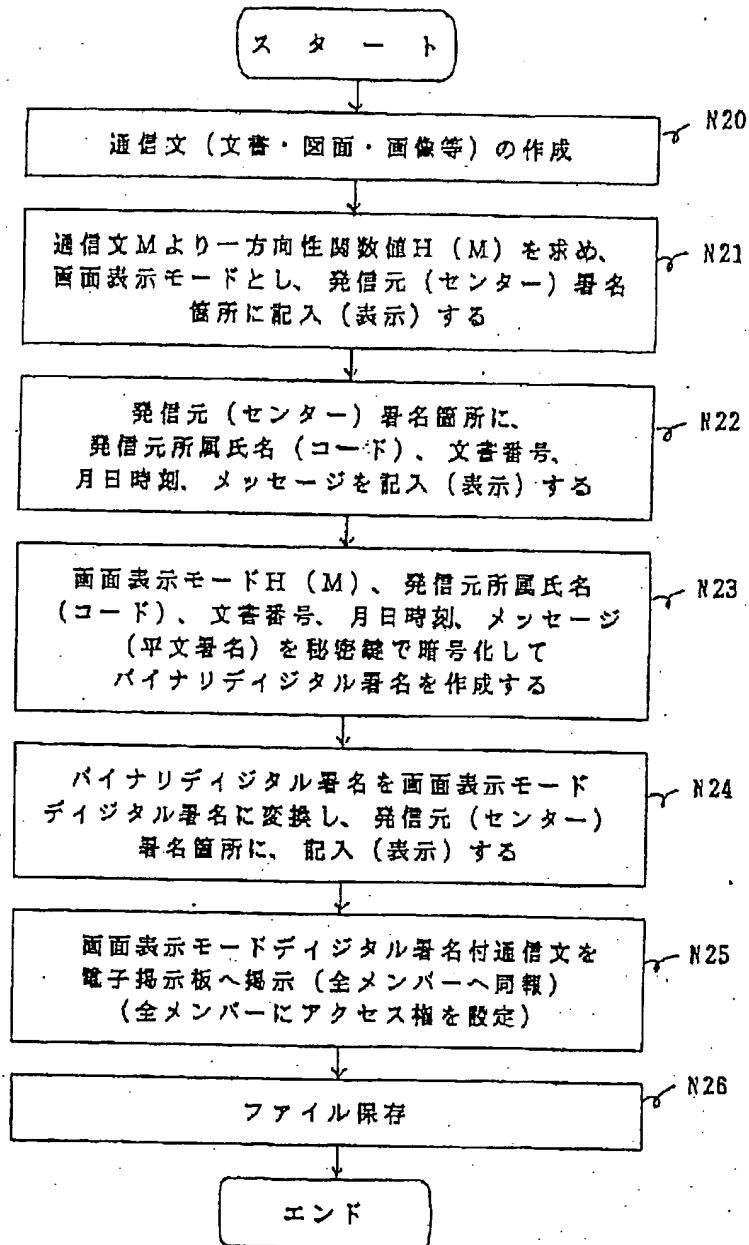 スタート
通信文(文書・図面・画像等)の作成
N20
通信文Mより一方向性関数値H(M)を求め、
画面表示モードとし、発信元(センター)署名
箇所に記入(表示)する
N21
発信元(センター)署名箇所に、
発信元所属氏名(コード)、文書番号、
月日時刻、メッセージを記入(表示)する
N22
画面表示モードH(M)、発信元所属氏名
(コード)、文書番号、月日時刻、メッセージ
(平文署名)を秘密鍵で暗号化して
バイナリディジタル署名を作成する
N23
バイナリディジタル署名を画面表示モード
ディジタル署名に変換し、発信元(センター)
署名箇所に、記入(表示)する
N24
画面表示モードディジタル署名付通信文を
電子掲示板へ掲示(全メンバーへ同報)
(全メンバーにアクセス権を設定)
N25
ファイル保存
N26
エンド